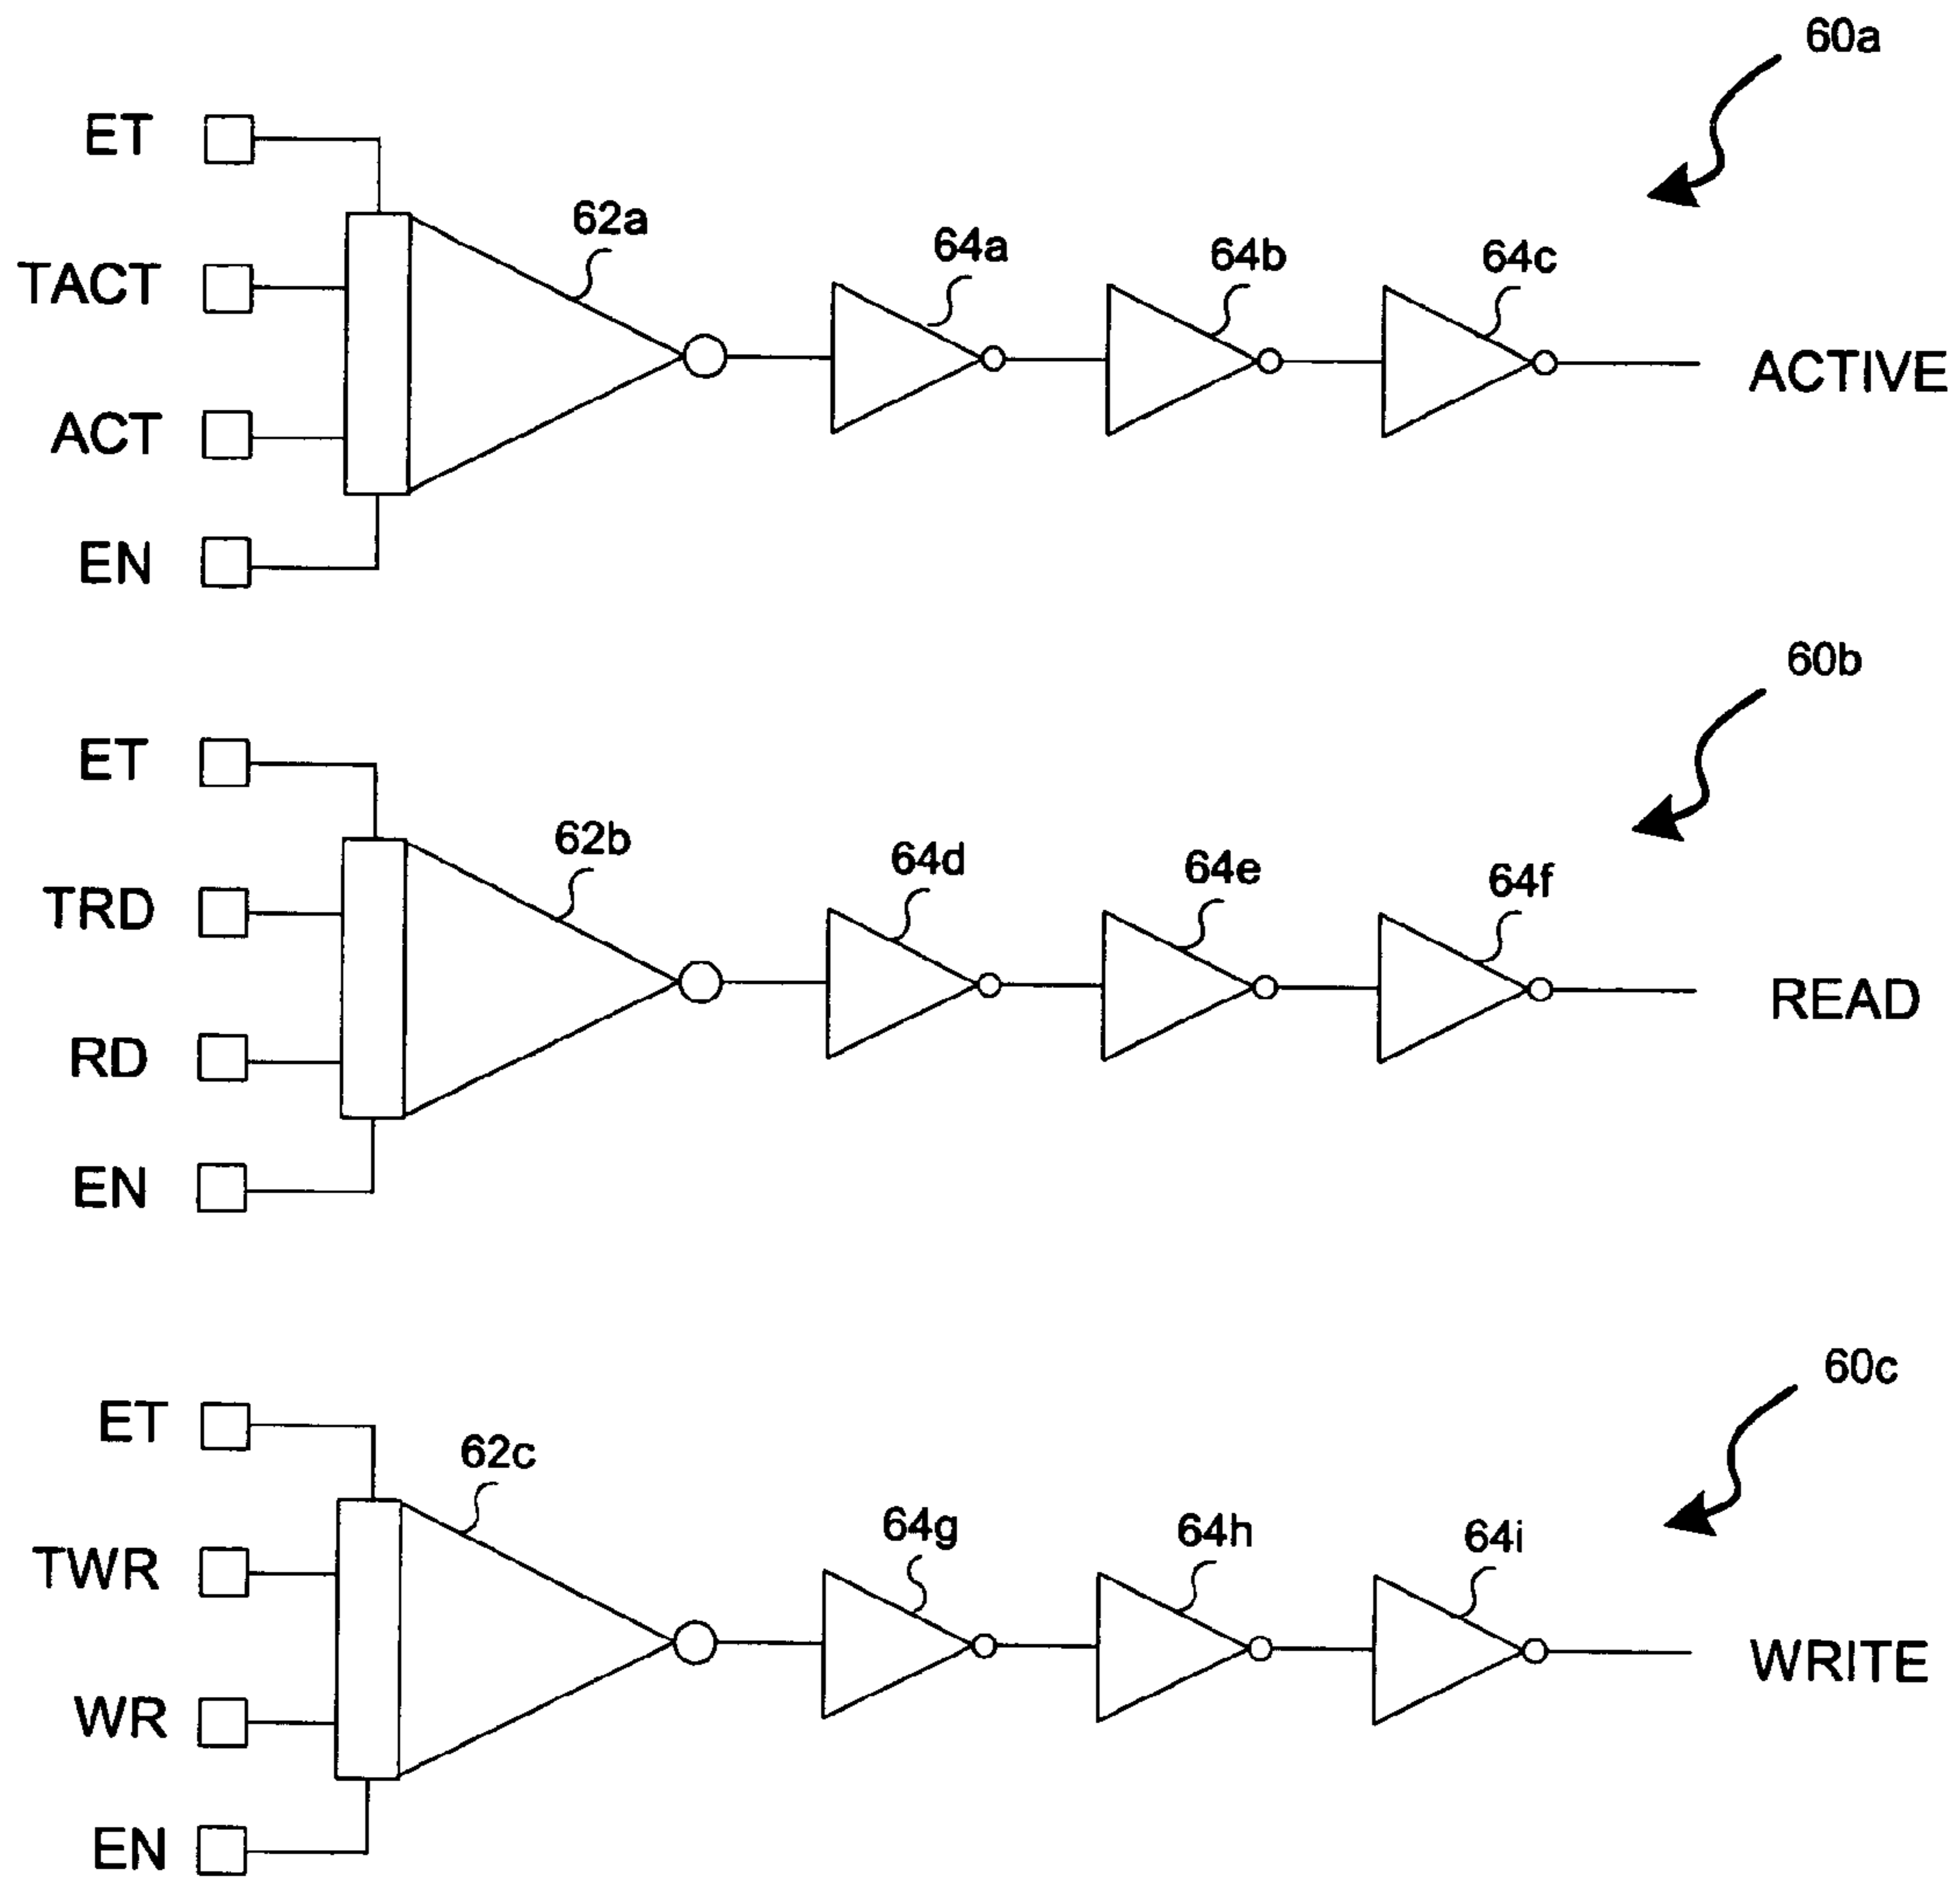 60a
ET
62a
64a
64b
64c
TACT
ACTIVE
ACT
EN
60b
ET
62b
64d
64e
64f
TRD
READ
RD
EN
60c
ET
62c
64g
64h
64i
TWR
WRITE
WR
EN